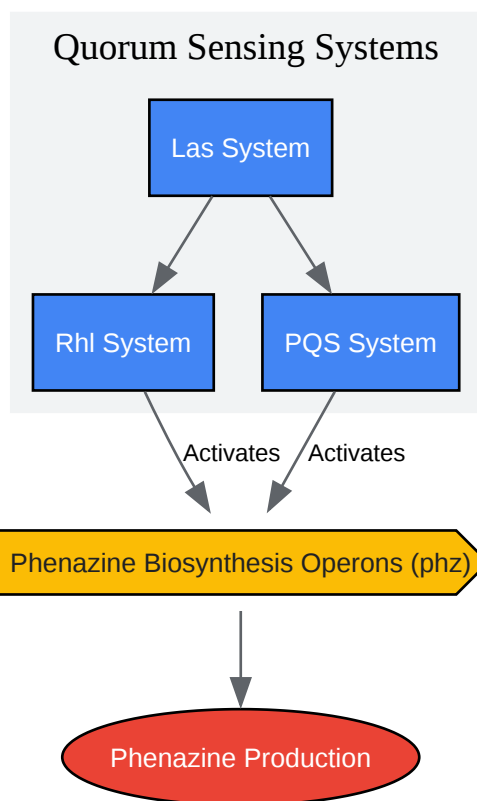 Quorum Sensing Systems
Las System
Rhl System
PQS System
Activates
Activates
Phenazine Biosynthesis Operons (phz)
Phenazine Production